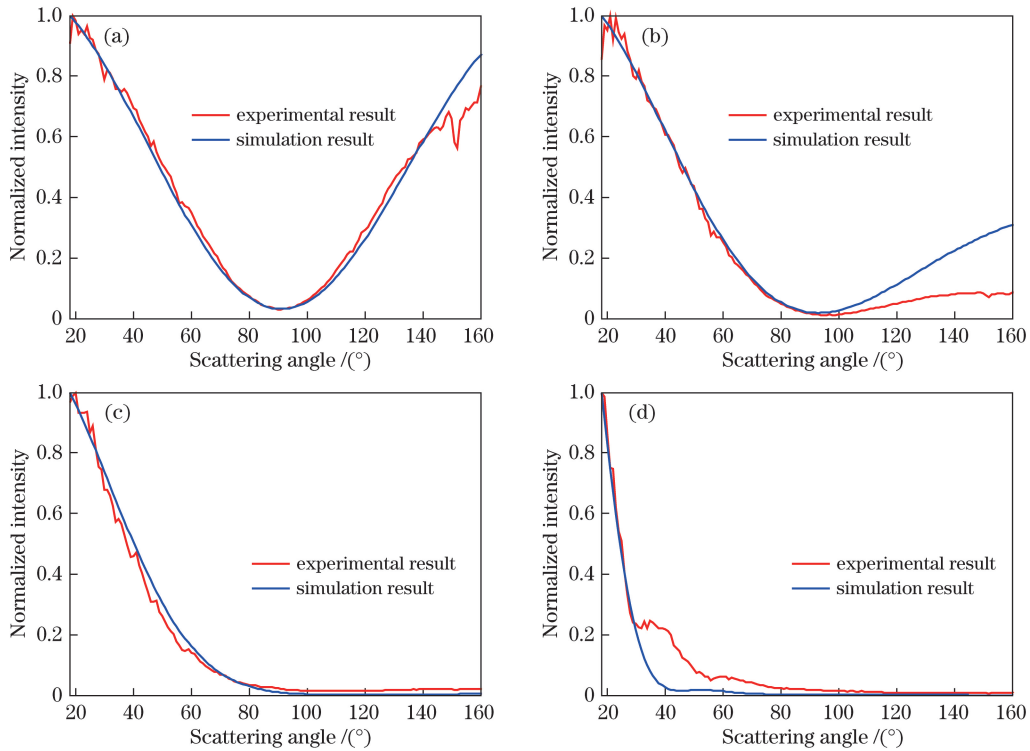 (a)
1.0
0.8
0.6
0.4
0.2
0
Normalized intensity
experimental result
simulation result
20 40 60 80 100 120 140 160
Scattering angle /(°)
(b)
1.0
0.8
0.6
0.4
0.2
0
Normalized intensity
experimental result
simulation result
20 40 60 80 100 120 140 160
Scattering angle /(°)
(c)
1.0
0.8
0.6
0.4
0.2
0
Normalized intensity
experimental result
simulation result
20 40 60 80 100 120 140 160
Scattering angle /(°)
(d)
1.0
0.8
0.6
0.4
0.2
0
Normalized intensity
experimental result
simulation result
20 40 60 80 100 120 140 160
Scattering angle /(°)